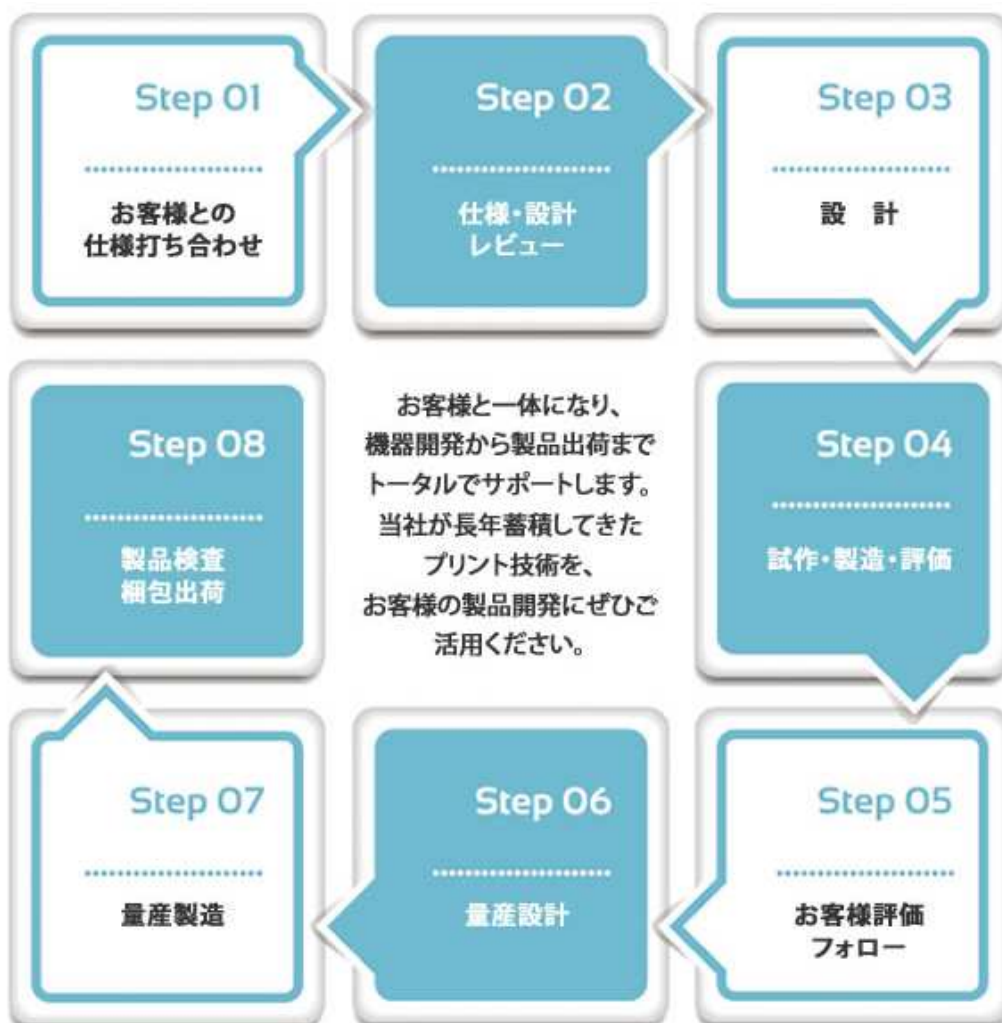 Step 01
お客様との
仕様打ち合わせ
Step 02
仕様・設計
レビュー
Step 03
設　計
Step 04
試作・製造・評価
Step 05
お客様評価
フォロー
Step 06
量産設計
Step 07
量産製造
Step 08
製品検査
梱包出荷
お客様と一体になり、
機器開発から製品出荷まで
トータルでサポートします。
当社が長年蓄積してきた
プリント技術を、
お客様の製品開発にぜひご
活用ください。